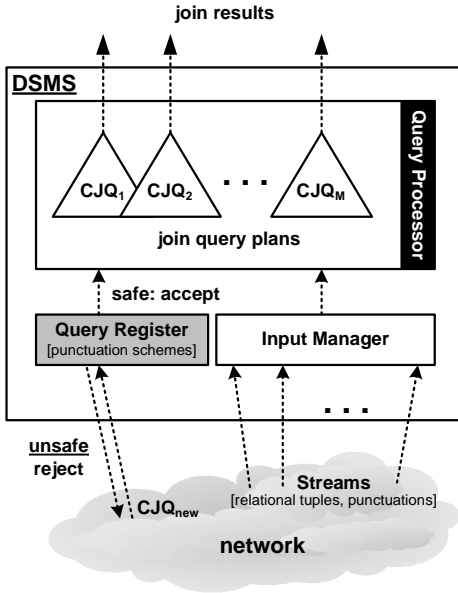 join results
DSMS
CJQ1 CJQ2 . . . CJQM
Query Processor
join query plans
safe: accept
Query Register
[punctuation schemes]
Input Manager
. . .
unsafe
reject
CJQnew
Streams
[relational tuples, punctuations]
network